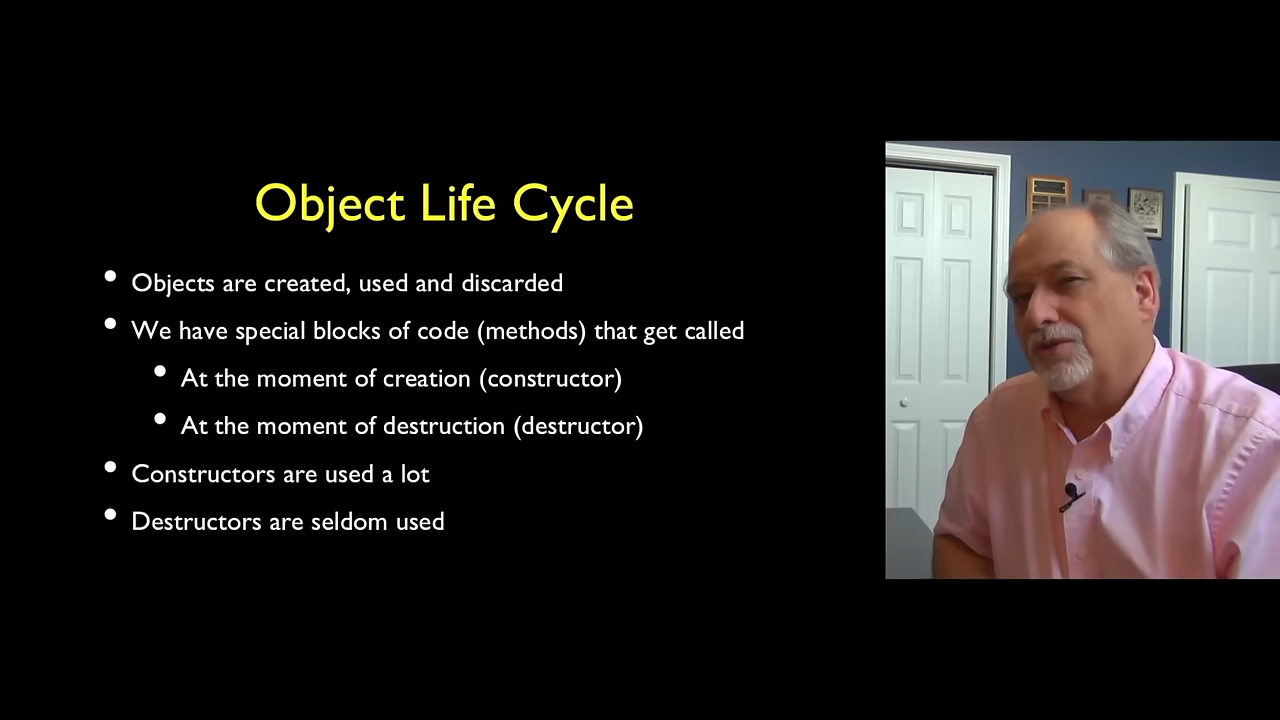 Object Life Cycle
• Objects are created, used and discarded
• We have special blocks of code (methods) that get called
• At the moment of creation (constructor)
• At the moment of destruction (destructor)
• Constructors are used a lot
• Destructors are seldom used